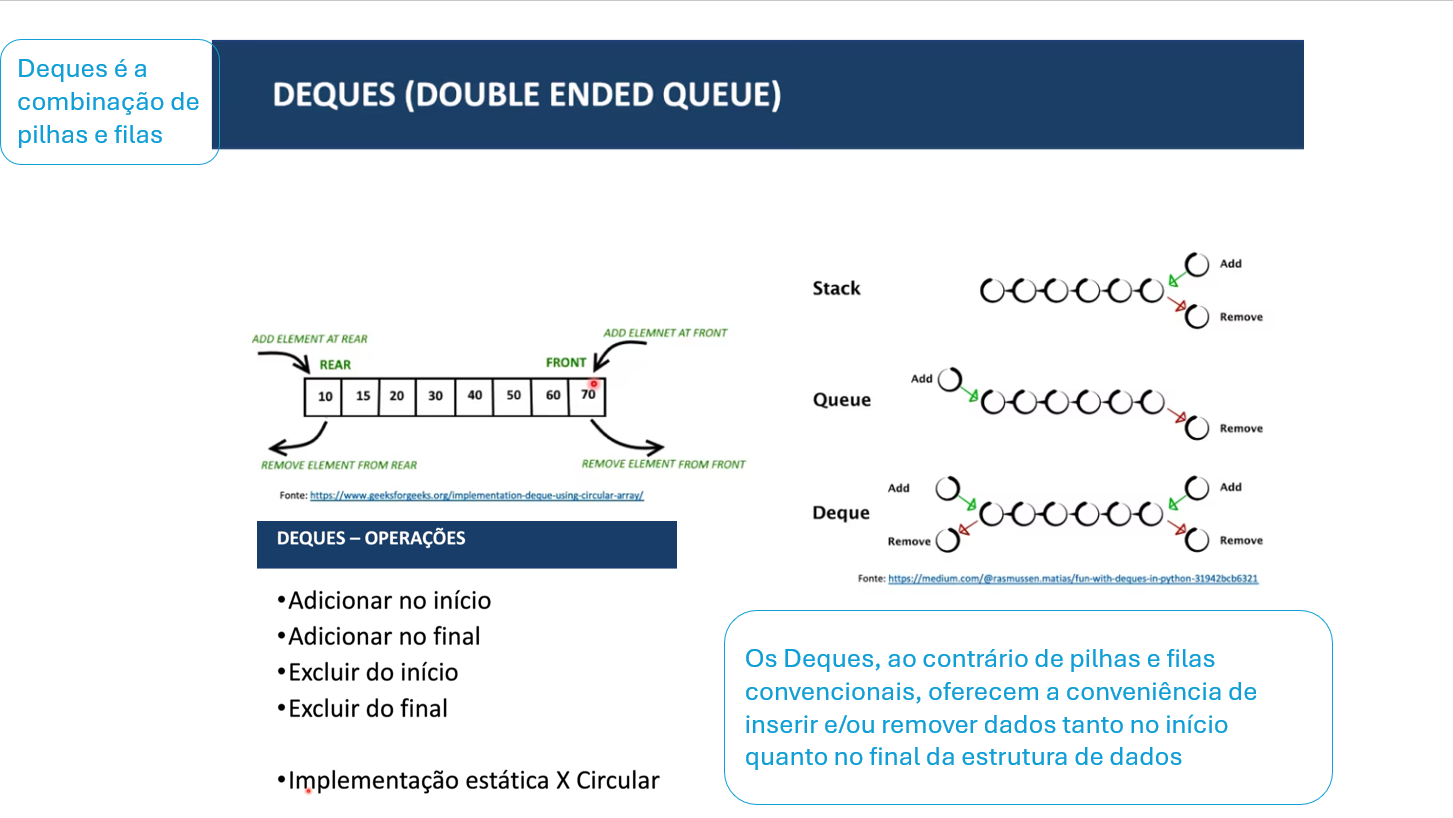 Deques é a
combinação de
pilhas e filas
DEQUES (DOUBLE ENDED QUEUE)
ADD ELEMENT AT REAR
ADD ELEMNET AT FRONT
REAR
FRONT
10 15 20 30 40 50 60 70
REMOVE ELEMENT FROM REAR
REMOVE ELEMENT FROM FRONT
Fonte: https://www.geeksforgeeks.org/implementation-deque-using-circular-array/
Stack
Add
Remove
Queue
Add
Remove
Deque
Add
Remove
Add
Remove
Fonte: https://medium.com/@rasmussen.matias/fun-with-deques-in-python-31942bcb6321
DEQUES – OPERAÇÕES
•Adicionar no início
•Adicionar no final
•Excluir do início
•Excluir do final
•Implementação estática X Circular
Os Deques, ao contrário de pilhas e filas
convencionais, oferecem a conveniência de
inserir e/ou remover dados tanto no início
quanto no final da estrutura de dados